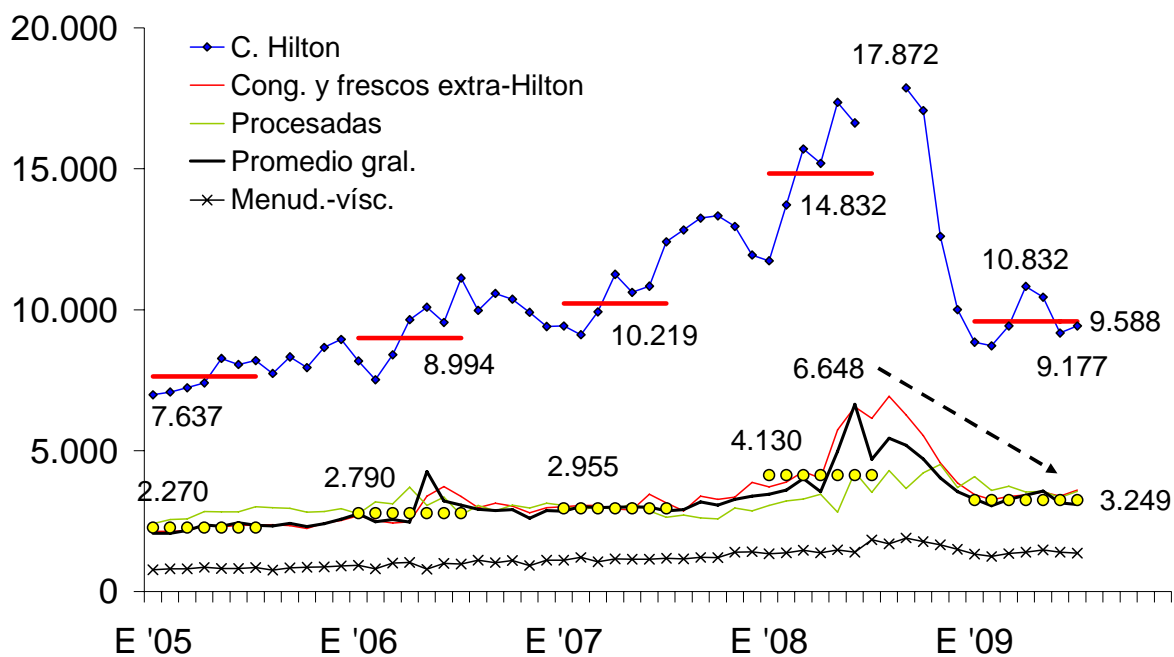 20.000
15.000
10.000
5.000
0
C. Hilton
Cong. y frescos extra-Hilton
Procesadas
Promedio gral.
Menud.-vísc.
17.872
14.832
10.832
9.588
9.177
10.219
8.994
7.637
6.648
4.130
2.955
2.790
2.270
3.249
E '05
E '06
E '07
E '08
E '09